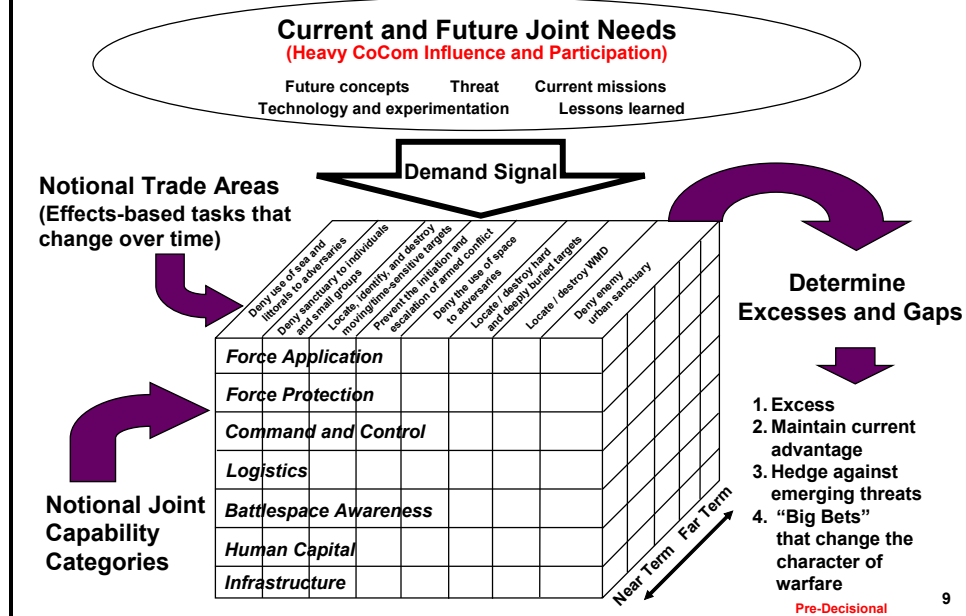 Current and Future Joint Needs
(Heavy CoCom Influence and Participation)
Future concepts Threat Current missions
Technology and experimentation Lessons learned
Demand Signal
Notional Trade Areas
(Effects-based tasks that
change over time)
Deny use of sea and
littorals to adversaries
Deny sanctuary to individuals
and small groups
Locate, identify, and destroy
moving/time-sensitive targets
Prevent the initiation and
escalation of armed conflict
Deny the use of space
to adversaries
Locate / destroy hard
and deeply buried targets
Locate / destroy WMD
Deny enemy
urban sanctuary
Force Application
Force Protection
Command and Control
Logistics
Battlespace Awareness
Human Capital
Infrastructure
Near Term Far Term
Notional Joint
Capability
Categories
Determine
Excesses and Gaps
1. Excess
2. Maintain current
advantage
3. Hedge against
emerging threats
4. “Big Bets”
that change the
character of
warfare
Pre-Decisional
9